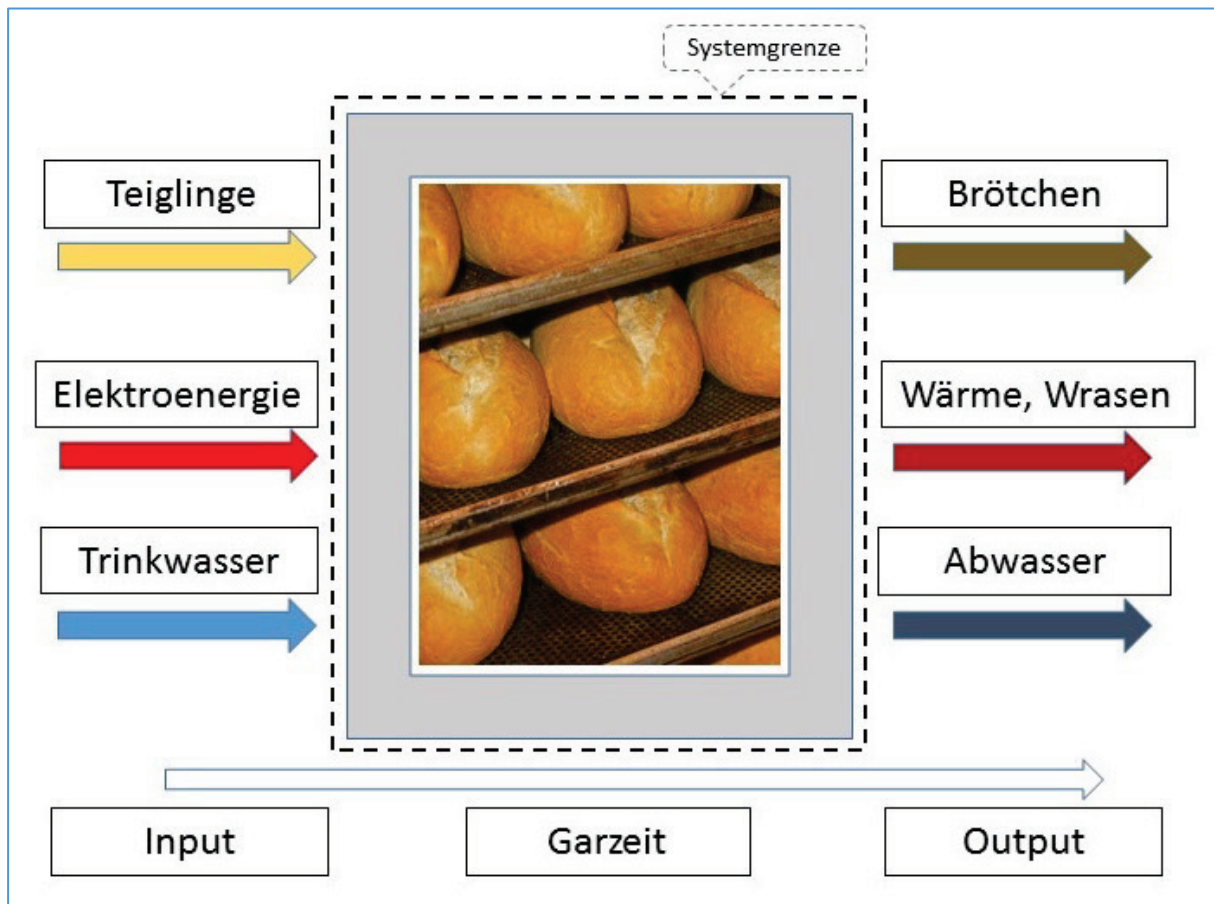 Systemgrenze
Teiglinge
Brötchen
Elektroenergie
Wärme, Wrasen
Trinkwasser
Abwasser
Input
Garzeit
Output